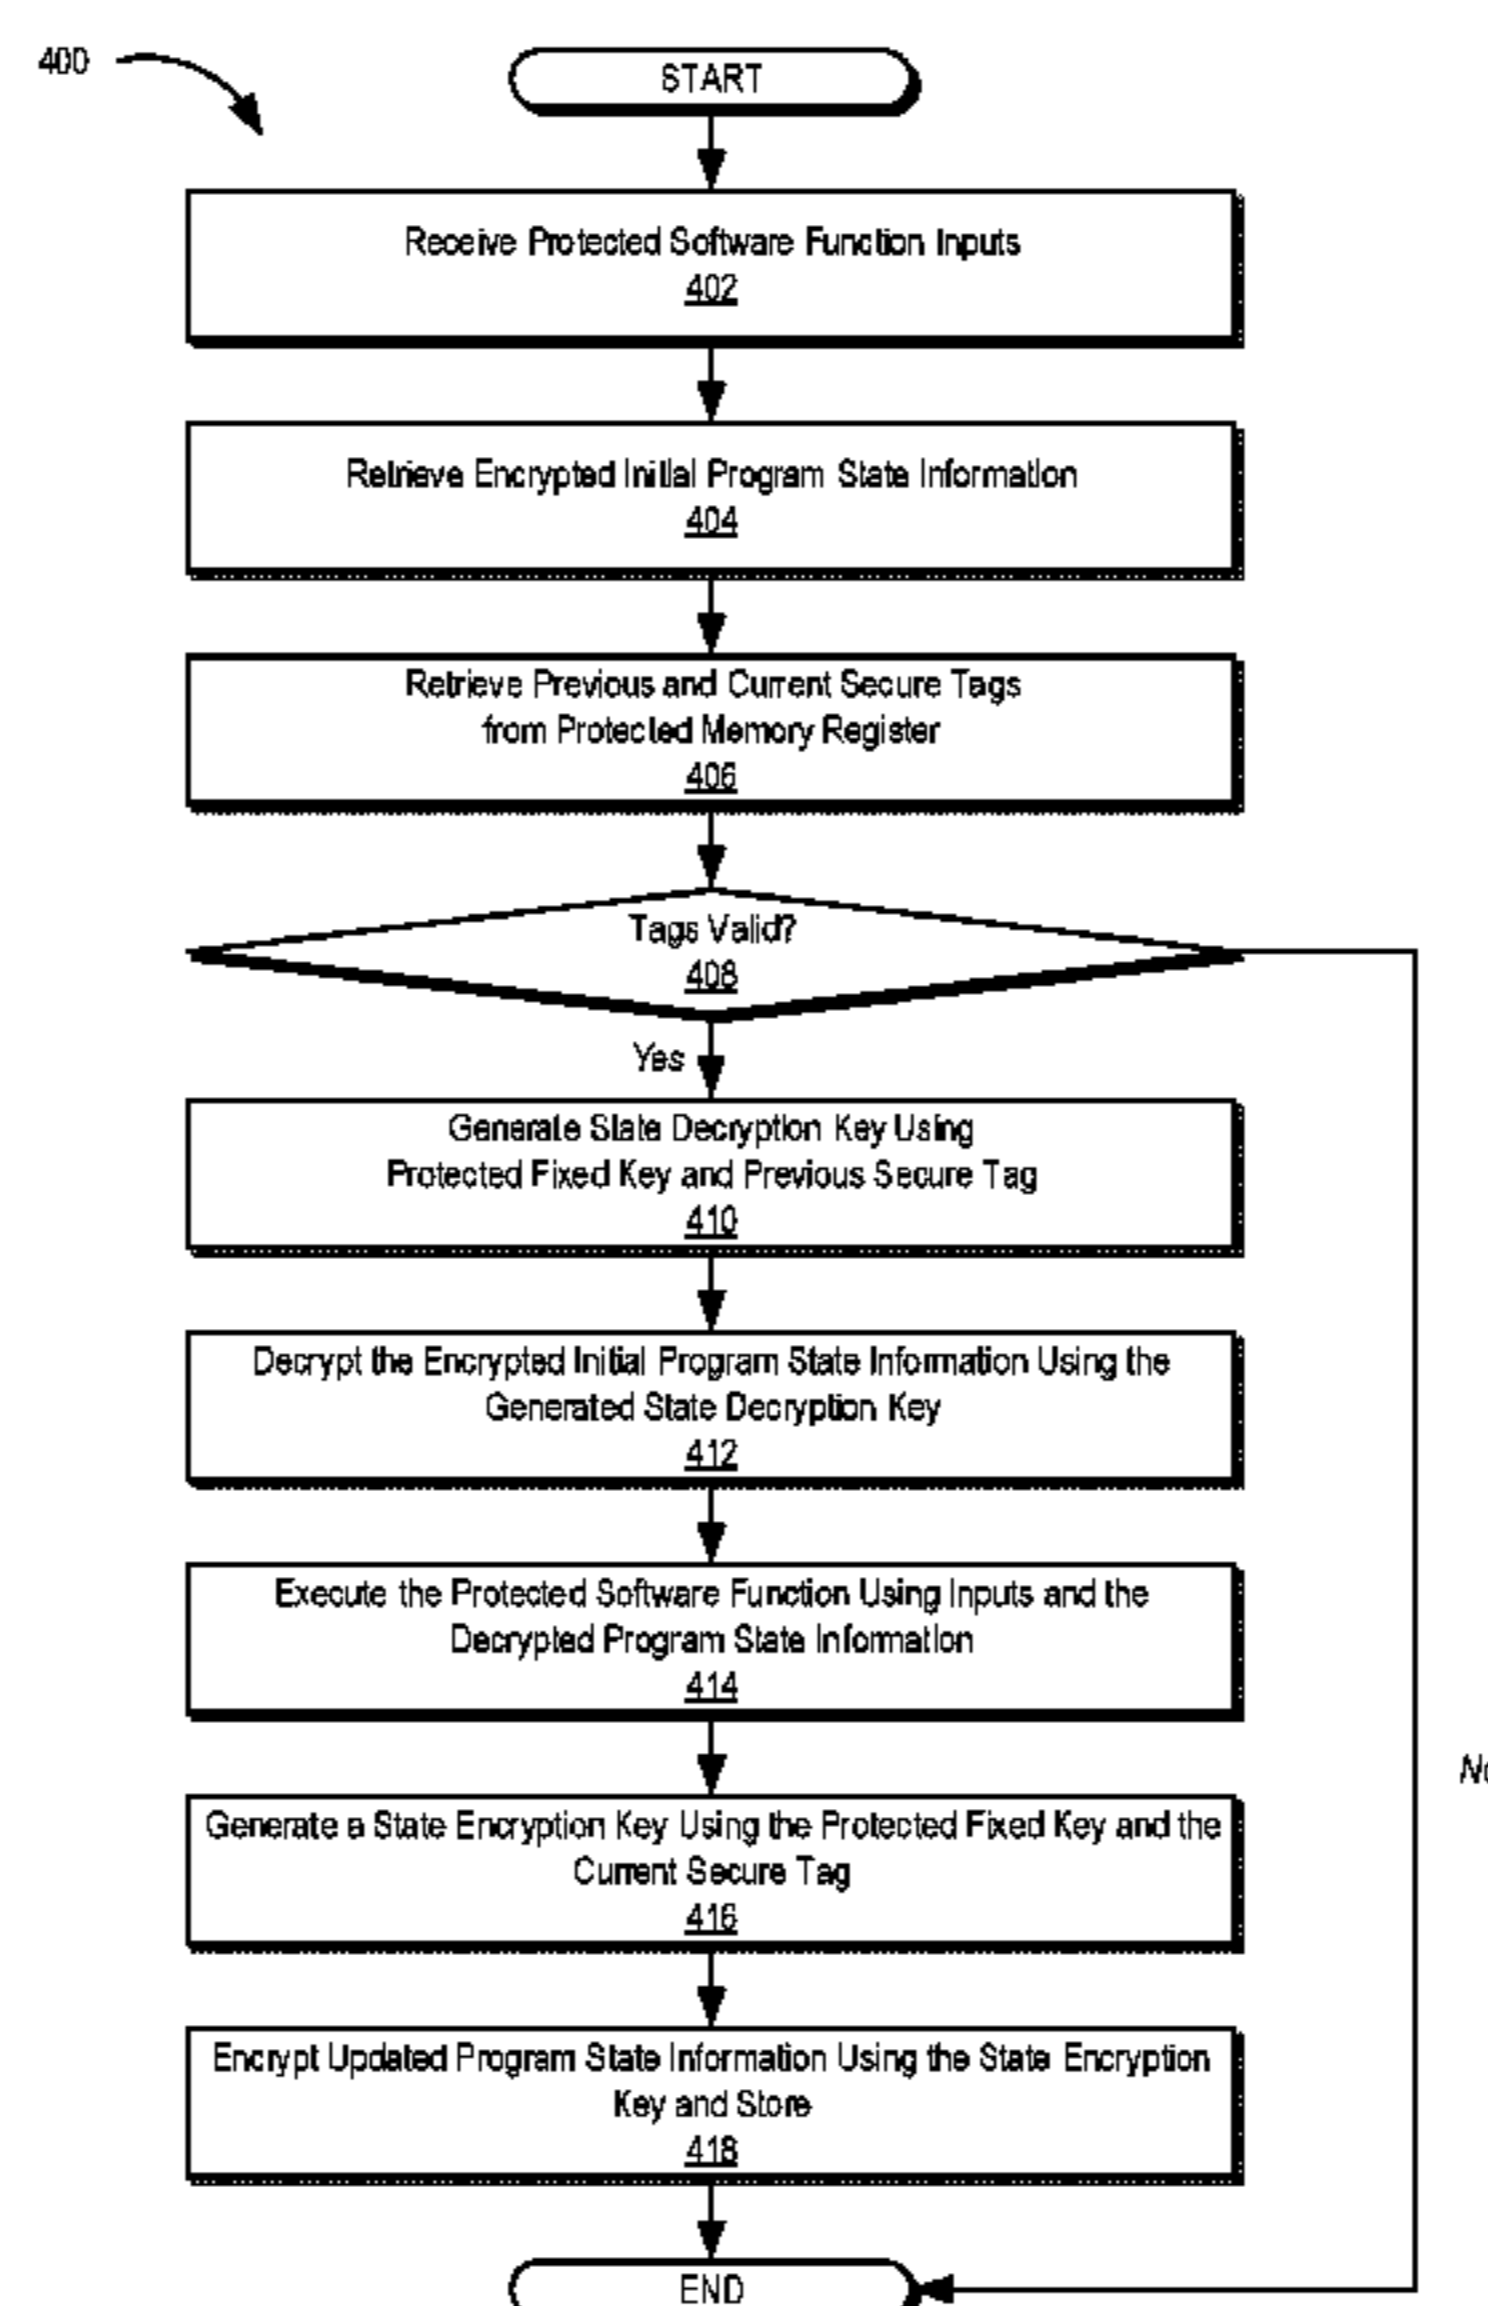 400
START
Receive Protected Software Function Inputs
402
Retrieve Encrypted Initial Program State Information
404
Retrieve Previous and Current Secure Tags
from Protected Memory Register
406
Tags Valid?
408
Yes
Generate State Decryption Key Using
Protected Fixed Key and Previous Secure Tag
410
Decrypt the Encrypted Initial Program State Information Using the
Generated State Decryption Key
412
Execute the Protected Software Function Using Inputs and the
Decrypted Program State Information
414
No
Generate a State Encryption Key Using the Protected Fixed Key and the
Current Secure Tag
416
Encrypt Updated Program State Information Using the State Encryption
Key and Store
418
END